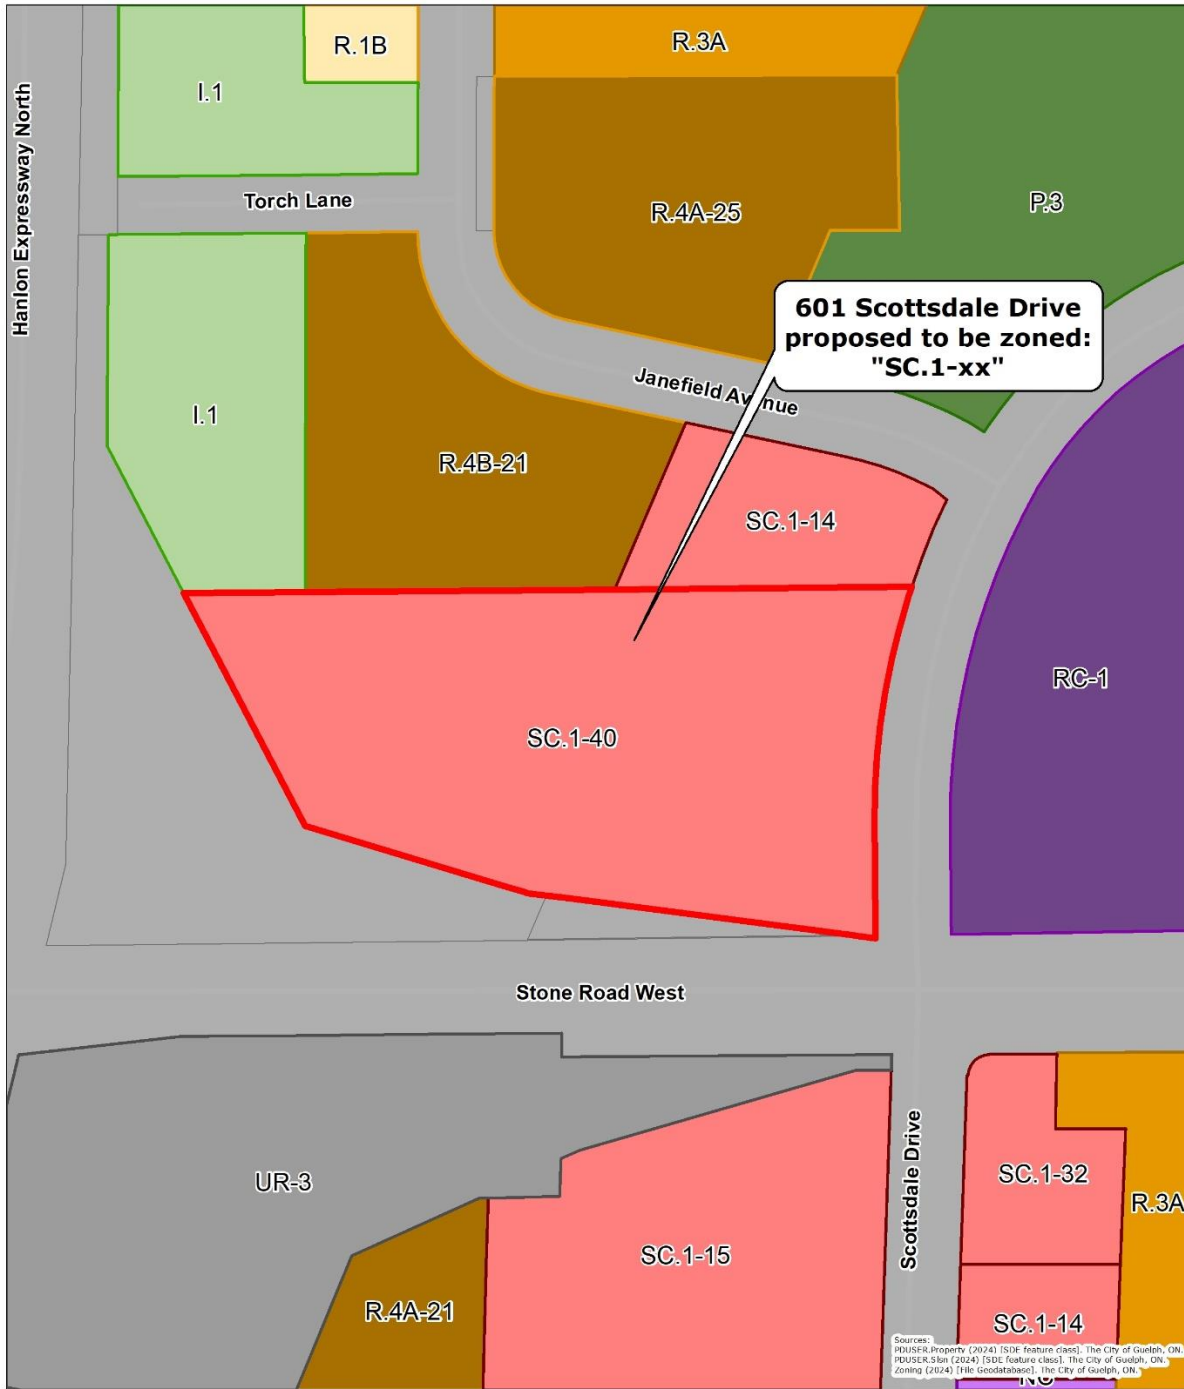 R.1B
R.3A
I.1
Hanlon Expressway North
Torch Lane
R.4A-25
P.3
601 Scottsdale Drive
proposed to be zoned:
"SC.1-xx"
Janefield Avenue
I.1
R.4B-21
SC.1-14
RC-1
SC.1-40
Stone Road West
UR-3
Scottsdale Drive
SC.1-32
R.3A
SC.1-15
R.4A-21
SC.1-14
Sources:
PDUSER.Property (2024) [SDE feature class]. The City of Guelph, ON.
PDUSER.Slsn (2024) [SDE feature class]. The City of Guelph, ON.
Zoning (2024) [File Geodatabase]. The City of Guelph, ON.